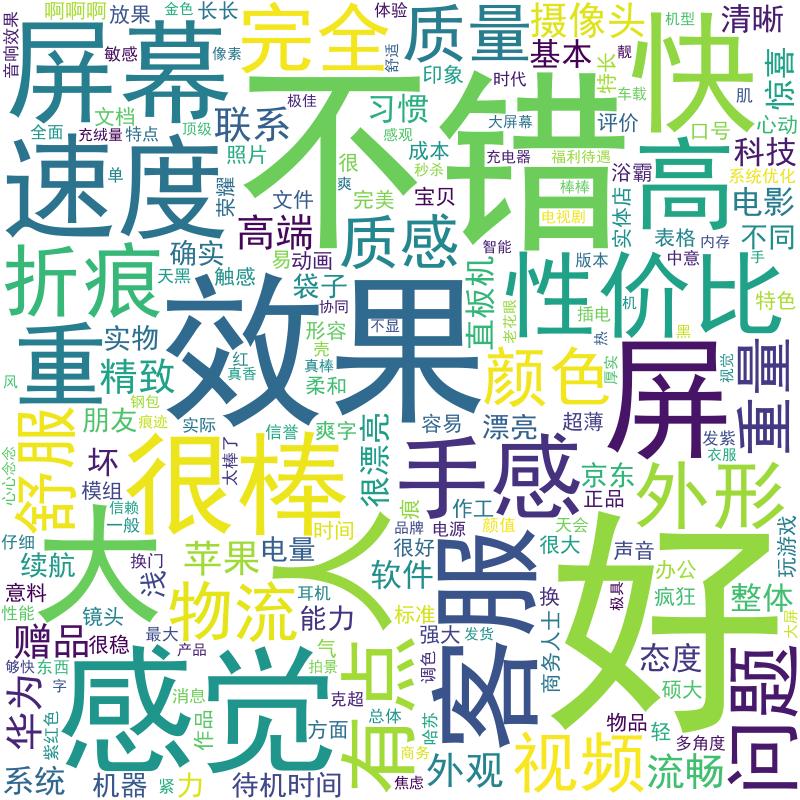 音响效果
金色
啊啊啊
放果
长长
完全
体验
舒适
质量
摄像头
机型
清晰
屏幕
敏感
像素
印象
基本
时代
靓
快
惊喜
不错
文档
极佳
习惯
感观
大屏幕
特长
车载
肌
全面
充绒量
特点
顶级
联系
评价
口号
心动
速度
单
照片
很
成本
秒杀
充电器
福利待遇
高
科技
系统优化
荣耀
文件
爽
完美
宝贝
棒棒
浴霸
实体店
电影
高端
质感
电视剧
表格
内存
不同
折痕
确实
易
动画
智能
版本
中意
手
天黑
触感
袋子
协同
直板机
性价比
效果
形容
不显
老花眼
插电
机
特色
重
实物
红
真香
壳
真棒
热
黑
屏
重量
风
精致
柔和
颜色
厚实
视觉
钢包
舒服
朋友
痕迹
实际
信誉
爽字
很漂亮
容易
漂亮
超薄
发紫
衣服
心心念念
坏
很棒
太棒了
手感
京东
外形
模组
信赖
一般
大
人
痕
作工
正品
仔细
时间
品牌
电源
颜值
天会
玩游戏
续航
换门
浅
苹果
电量
很好
客服
很大
声音
好
意料
耳机
软件
办公
性能
镜头
物流
能力
标准
换
极具
疯狂
整体
大屏
赠品
很稳
最大
产品
气
强大
发货
商务人士
态度
问题
够快
东西
感觉
拍景
有点
调色
华为
字
消息
克超
总体
硕大
紫红色
作品
方面
商务
哈苏
物品
轻
多角度
系统
机器
紧
力
待机时间
焦虑
外观
视频
流畅